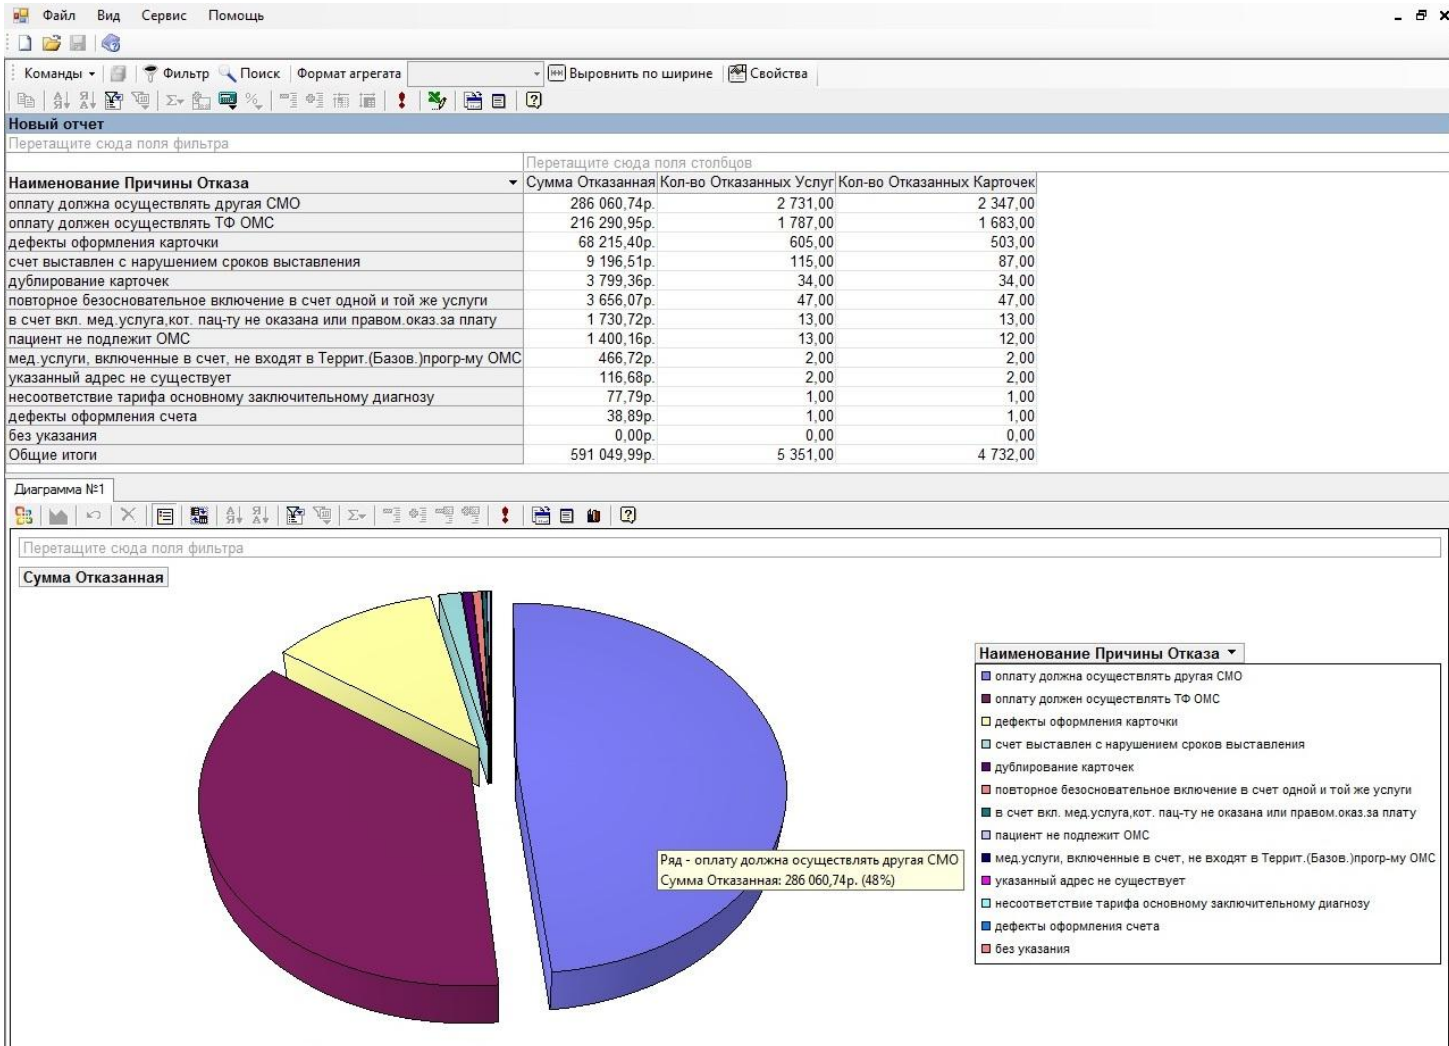 Файл Вид Сервис Помощь
Команды Фильтр Поиск Формат агрегата Выровнять по ширине Свойства
Новый отчет
Перетащите сюда поля фильтра
Перетащите сюда поля столбцов
Наименование Причины Отказа Сумма Отказанная Кол-во Отказанных Услуг Кол-во Отказанных Карточек
оплату должна осуществлять другая СМО 286 060,74р. 2 731,00 2 347,00
оплату должен осуществлять ТФ ОМС 216 290,95р. 1 787,00 1 683,00
дефекты оформления карточки 68 215,40р. 605,00 503,00
счет выставлен с нарушением сроков выставления 9 196,51р. 115,00 87,00
дублирование карточек 3 799,36р. 34,00 34,00
повторное безосновательное включение в счет одной и той же услуги 3 656,07р. 47,00 47,00
в счет вкл. мед.услуга,кот. пац-ту не оказана или правом.оказ.за плату 1 730,72р. 13,00 13,00
пациент не подлежит ОМС 1 400,16р. 13,00 12,00
мед.услуги, включенные в счет, не входят в Террит.(Базов.)прогр-му ОМС 466,72р. 2,00 2,00
указанный адрес не существует 116,68р. 2,00 2,00
несоответствие тарифа основному заключительному диагнозу 77,79р. 1,00 1,00
дефекты оформления счета 38,89р. 1,00 1,00
без указания 0,00р. 0,00 0,00
Общие итоги 591 049,99р. 5 351,00 4 732,00
Диаграмма №1
Перетащите сюда поля фильтра
Сумма Отказанная
Наименование Причины Отказа
оплату должна осуществлять другая СМО
оплату должен осуществлять ТФ ОМС
дефекты оформления карточки
счет выставлен с нарушением сроков выставления
дублирование карточек
повторное безосновательное включение в счет одной и той же услуги
в счет вкл. мед.услуга,кот. пац-ту не оказана или правом.оказ.за плату
пациент не подлежит ОМС
мед.услуги, включенные в счет, не входят в Террит.(Базов.)прогр-му ОМС
указанный адрес не существует
несоответствие тарифа основному заключительному диагнозу
дефекты оформления счета
без указания
Ряд - оплату должна осуществлять другая СМО
Сумма Отказанная: 286 060,74р. (48%)